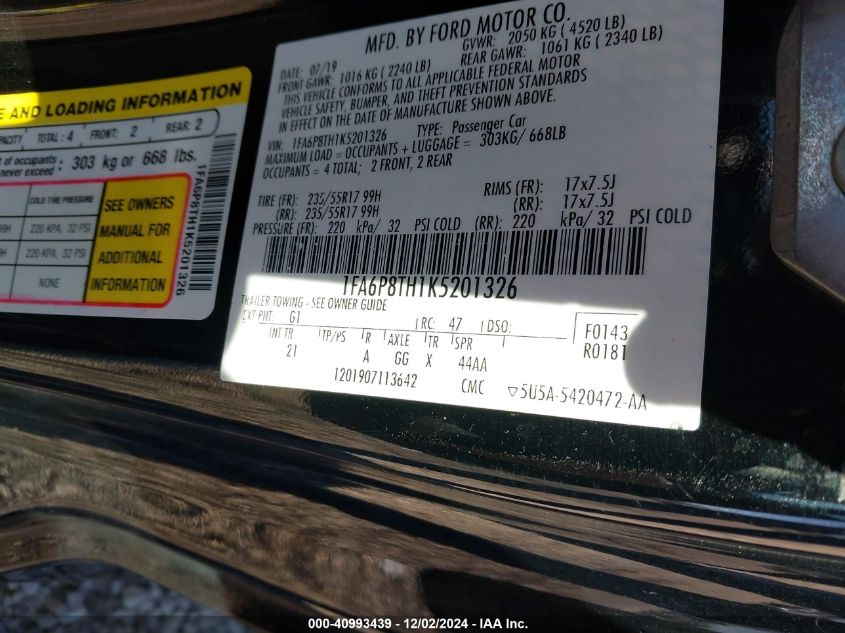 E AND LOADING INFORMATION
PACITY TOTAL : 4 FRONT: 2 REAR: 2
t of occupants : 303 kg or 668 lbs.
never exceed
COLD TIRE PRESSURE
99H 220 KPA, 32 PSI
9H 220 KPA, 32 PSI
NONE
SEE OWNERS
MANUAL FOR
ADDITIONAL
INFORMATION
1FA6P8TH1K5201326
MFD. BY FORD MOTOR CO.
DATE: 07/19 GVWR: 2050 KG ( 4520 LB)
FRONT GAWR: 1016 KG (2240 LB) REAR GAWR: 1061 KG ( 2340 LB)
THIS VEHICLE CONFORMS TO ALL APPLICABLE FEDERAL MOTOR
VEHICLE SAFETY, BUMPER, AND THEFT PREVENTION STANDARDS
IN EFFECT ON THE DATE OF MANUFACTURE SHOWN ABOVE.
VIN: 1FA6P8TH1K5201326 TYPE: Passenger Car
MAXIMUM LOAD = OCCUPANTS + LUGGAGE = 303KG/ 668LB
OCCUPANTS = 4 TOTAL; 2 FRONT, 2 REAR
TIRE (FR): 235/55R17 99H RIMS (FR): 17x7.5J
(RR): 235/55R17 99H (RR): 17x7.5J
PRESSURE (FR): 220 kPa/ 32 PSI COLD (RR): 220 kPa/ 32 PSI COLD
1FA6P8TH1K5201326
TRAILER TOWING - SEE OWNER GUIDE
EXT PNT: G1 RC: 47 DSO: F0143
INT TR TP/PS R AXLE TR SPR R0181
21 A GG X 44AA
1201907113642 CMC ▽5U5A-5420472-AA
000-40993439 - 12/02/2024 - IAA Inc.